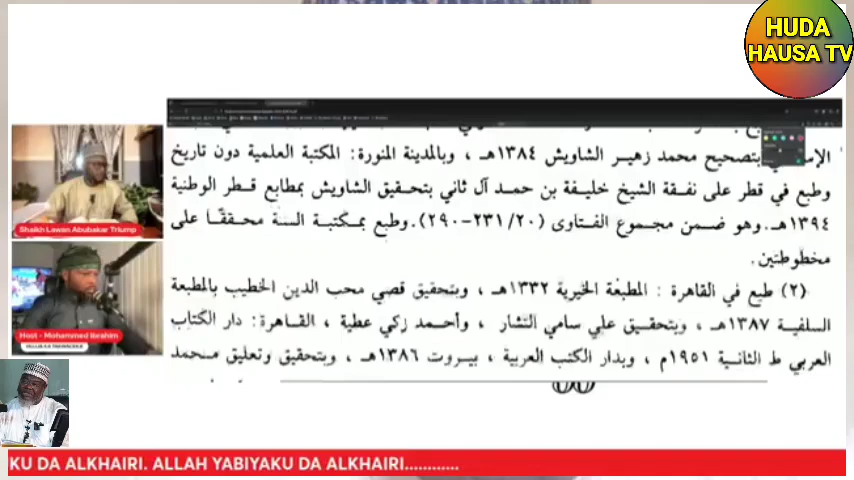 HUDA
HAUSA TV
بتصحيح محمد زهير الشاويش ١٣٨٤هـ ، وبالمدينة المنورة: المكتبة العلمية دون تاريخ
وطبع في قطر على نفقة الشيخ خليفة بن حمد آل ثاني بتحقيق الشاويش بمطابع قطر الوطنية
١٣٩٤هـ. وهو ضمن مجموع الفتاوى (٢٣١/٢٠-٢٩٠). وطبع بمكتبة السنة محققًا على
مخطوطتين.
(٢) طبع في القاهرة : المطبعة الخيرية ١٣٣٢هـ ، وبتحقيق قصي محب الدين الخطيب بالمطبعة
السلفية ١٣٨٧هـ ، وبتحقيق علي سامي النشار ، وأحمد زكي عطية ، القاهرة: دار الكتاب
العربي ط الثانية ١٩٥١م ، وبدار الكتب العربية ، بيروت ١٣٨٦هـ ، وبتحقيق وتعليق محمد
Shaikh Lawan Abubakar Triump
Host - Mohammed Ibrahim
KU DA ALKHAIRI. ALLAH YABIYAKU DA ALKHAIRI............